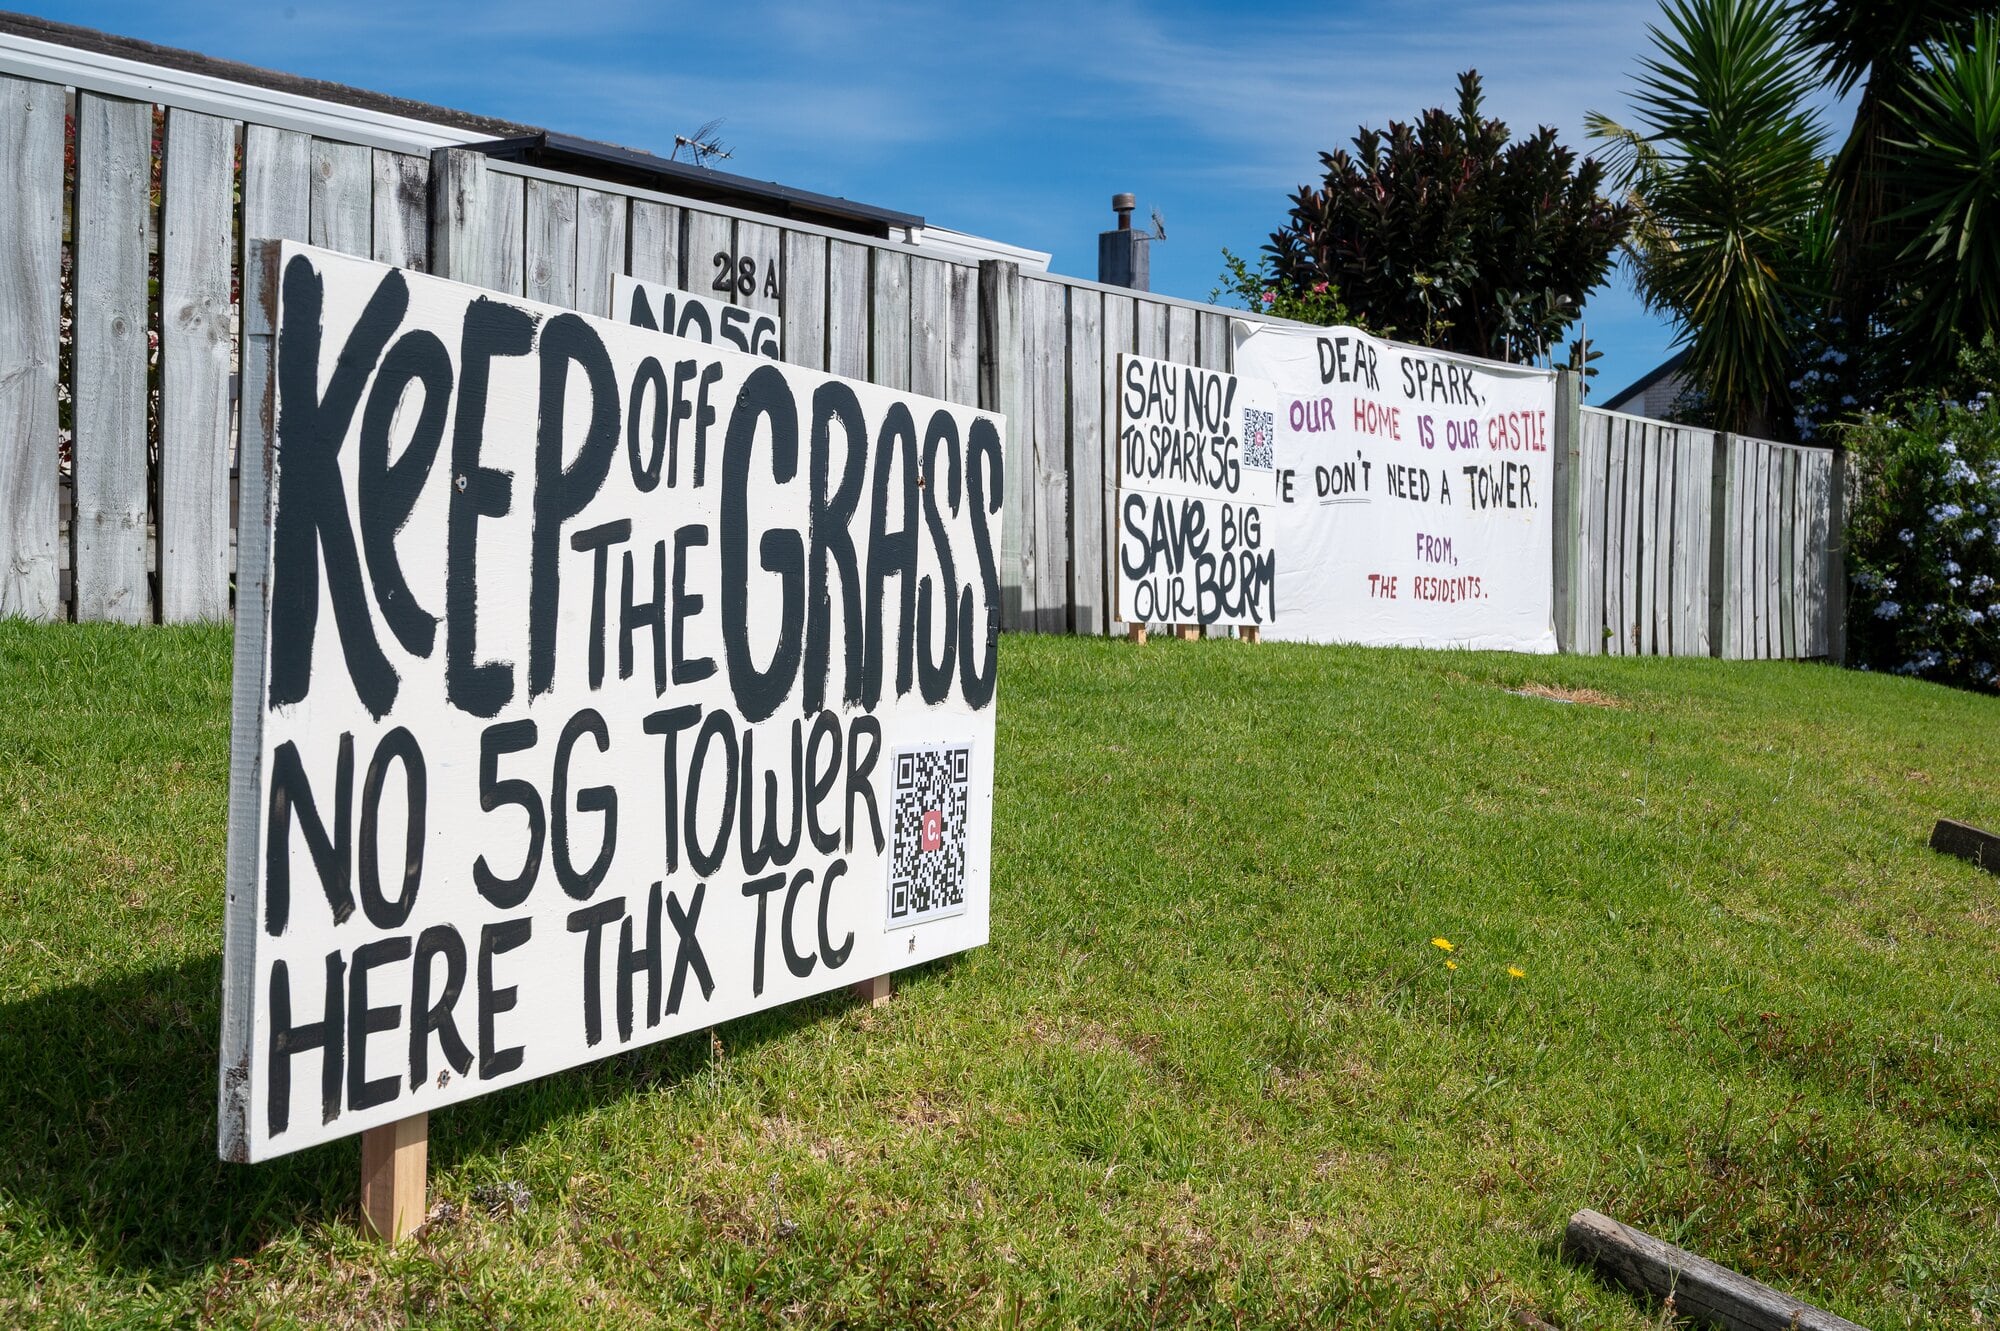 KeEP OFF
THE GRASS
NO 5G TOWeR
HERE THX TCC
C.
28A
NO 5G
SAY NO!
TO SPARK 5G
SAVe BIG
OUR BeRM
DEAR SPARK,
OUR HOME IS OUR CASTLE
DON'T NEED A TOWER.
FROM,
THE RESIDENTS.